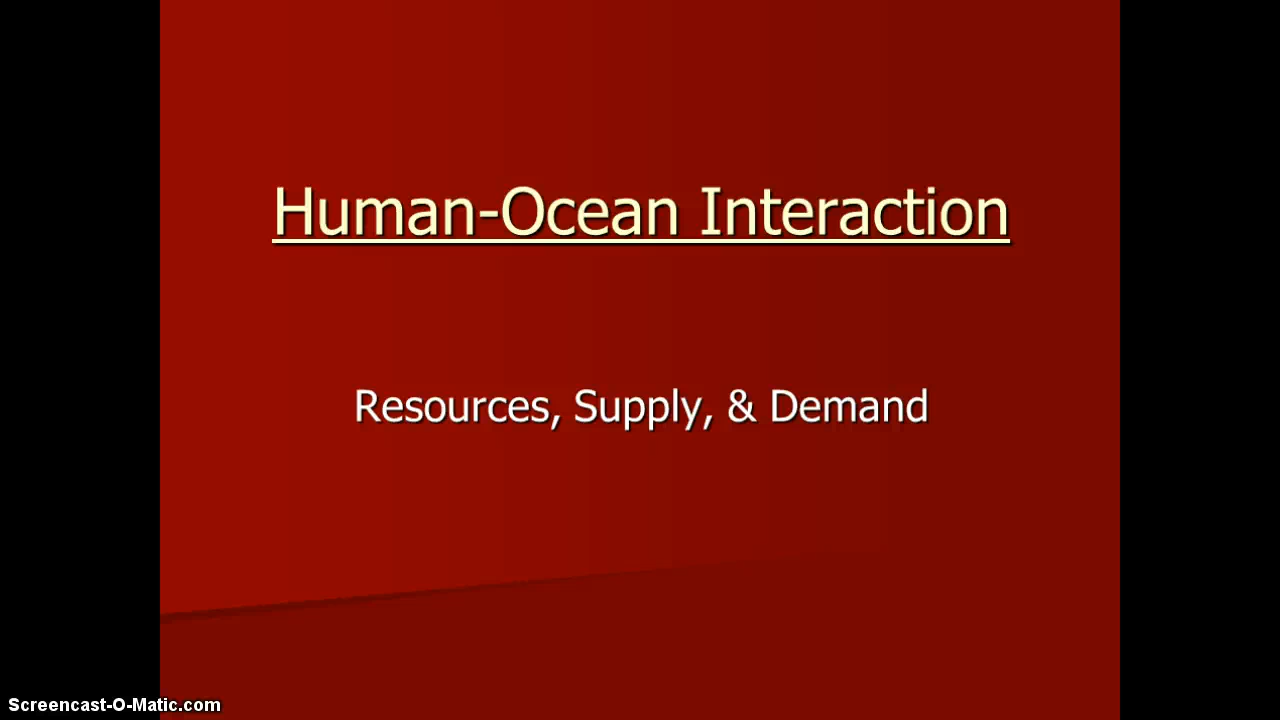 Human-Ocean Interaction
Resources, Supply, & Demand
Screencast-O-Matic.com